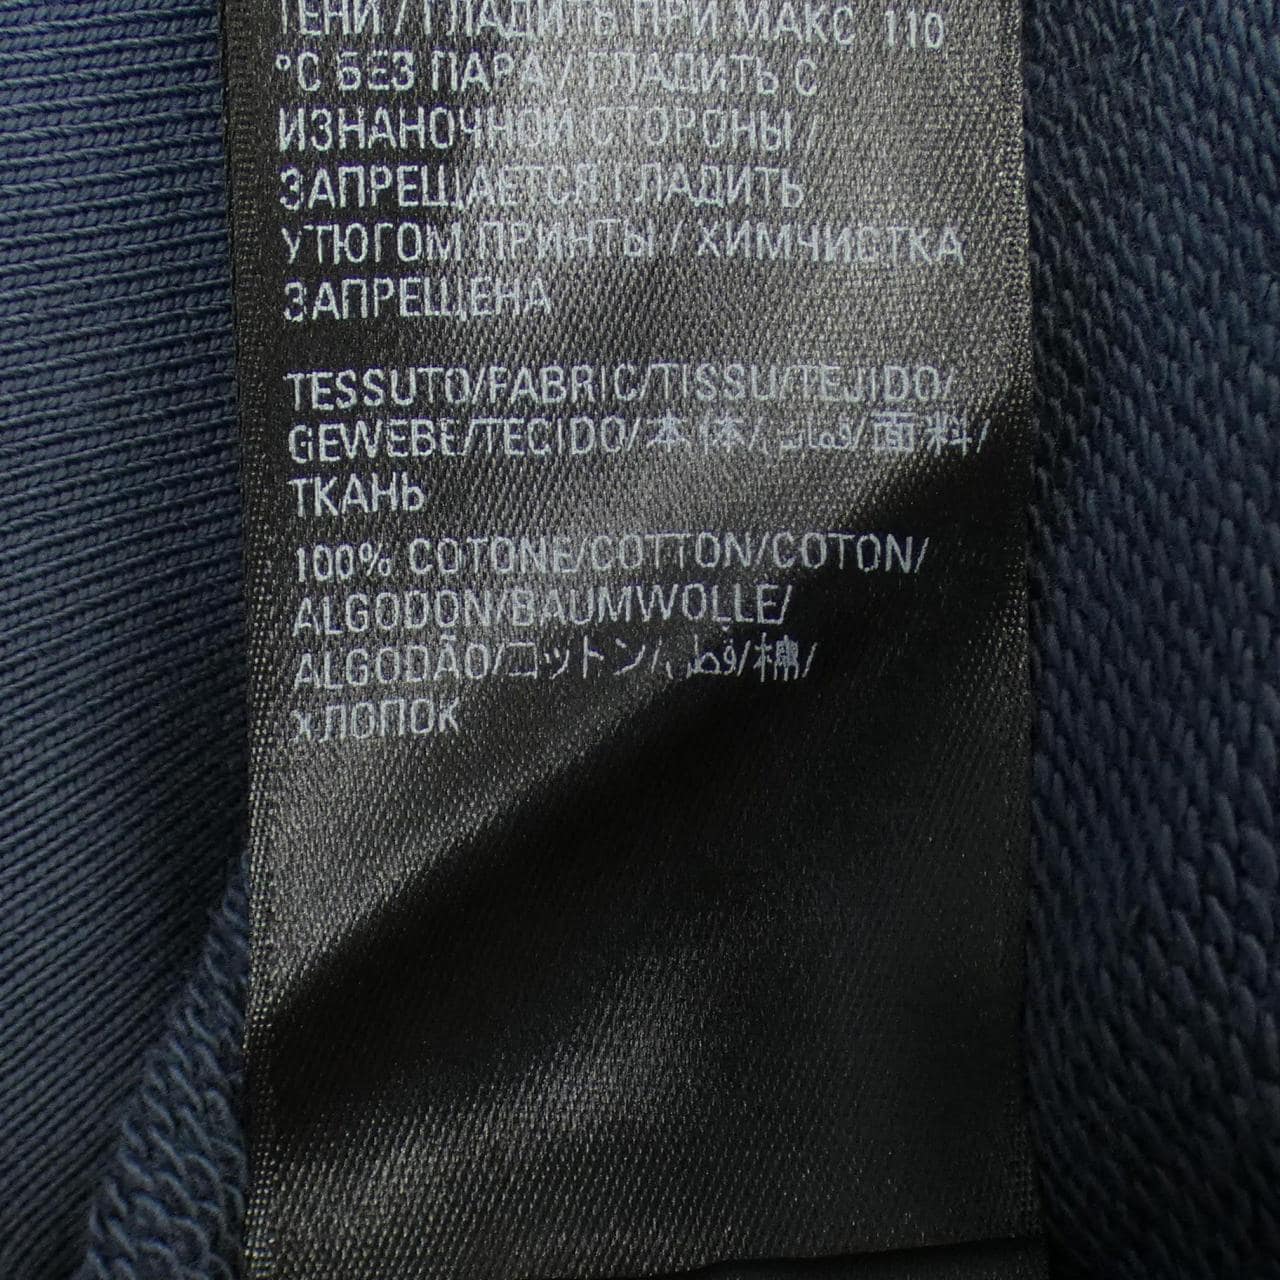 ТЕНИ / ГЛАДИТЬ ПРИ МАКС 110
°C БЕЗ ПАРА / ГЛАДИТЬ С
ИЗНАНОЧНОЙ СТОРОНЫ /
ЗАПРЕЩАЕТСЯ ГЛАДИТЬ
УТЮГОМ ПРИНТЫ / ХИМЧИСТКА
ЗАПРЕЩЕНА
TESSUTO/FABRIC/TISSU/TEJIDO/
GEWEBE/TECIDO/本体/قماش/面料/
ТКАНЬ
100% COTONE/COTTON/COTON/
ALGODON/BAUMWOLLE/
ALGODÃO/コットン/قطن/棉/
ХЛОПОК